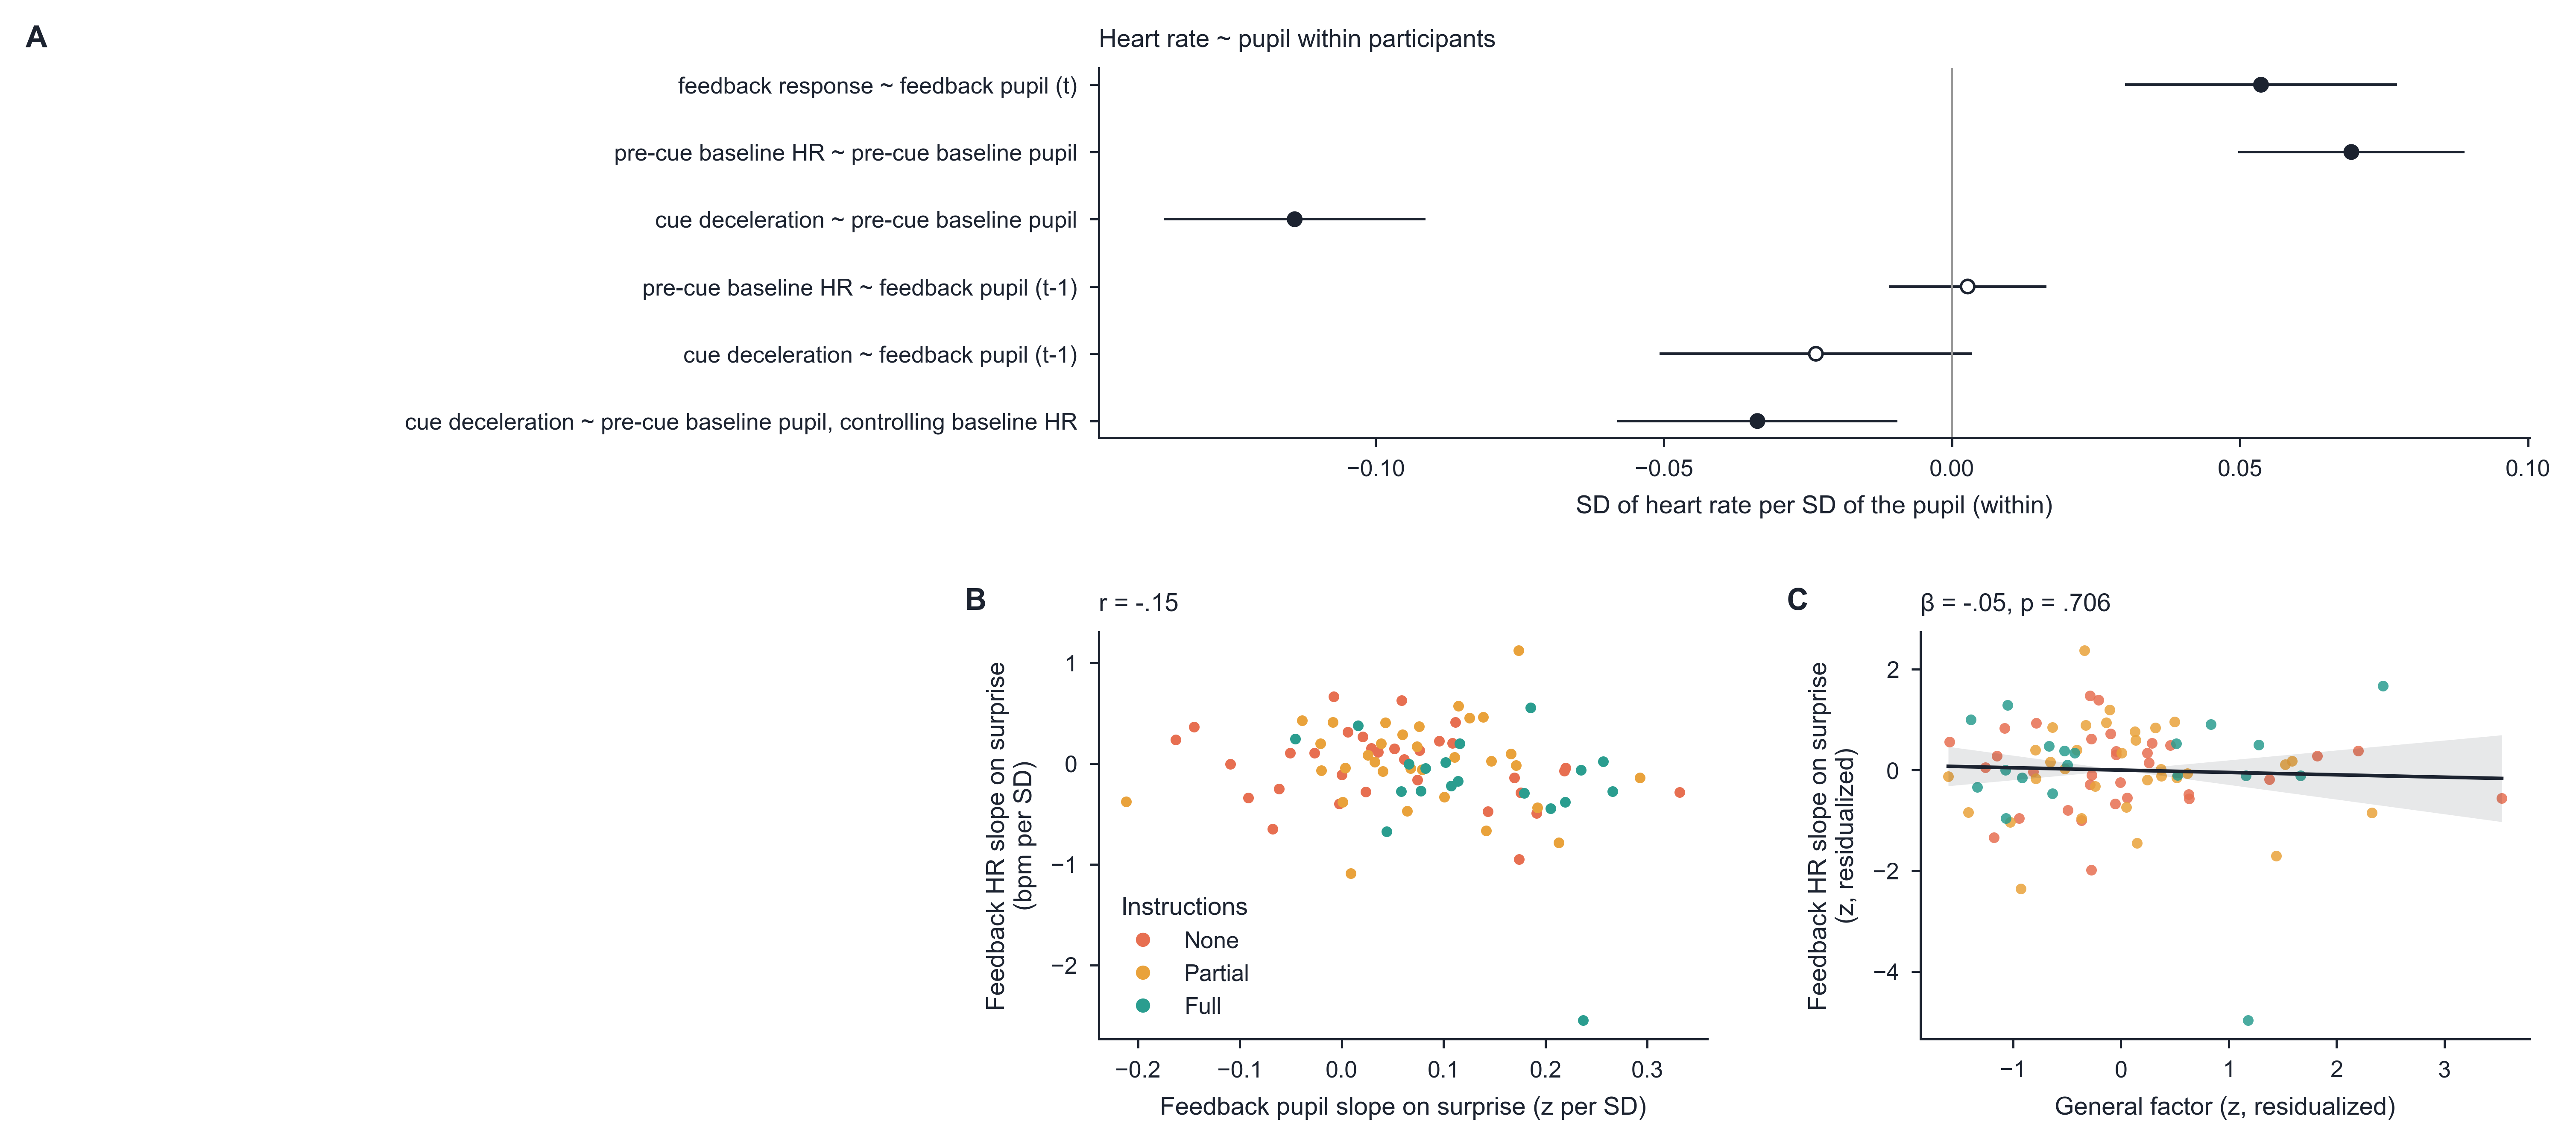 A
Heart rate ~ pupil within participants
feedback response ~ feedback pupil (t)
pre-cue baseline HR ~ pre-cue baseline pupil
cue deceleration ~ pre-cue baseline pupil
pre-cue baseline HR ~ feedback pupil (t-1)
cue deceleration ~ feedback pupil (t-1)
cue deceleration ~ pre-cue baseline pupil, controlling baseline HR
−0.10 −0.05 0.00 0.05 0.10
SD of heart rate per SD of the pupil (within)
B
r = -.15
Feedback HR slope on surprise
(bpm per SD)
1
0
−1
−2
Instructions
None
Partial
Full
−0.2 −0.1 0.0 0.1 0.2 0.3
Feedback pupil slope on surprise (z per SD)
C
β = -.05, p = .706
Feedback HR slope on surprise
(z, residualized)
2
0
−2
−4
−1 0 1 2 3
General factor (z, residualized)